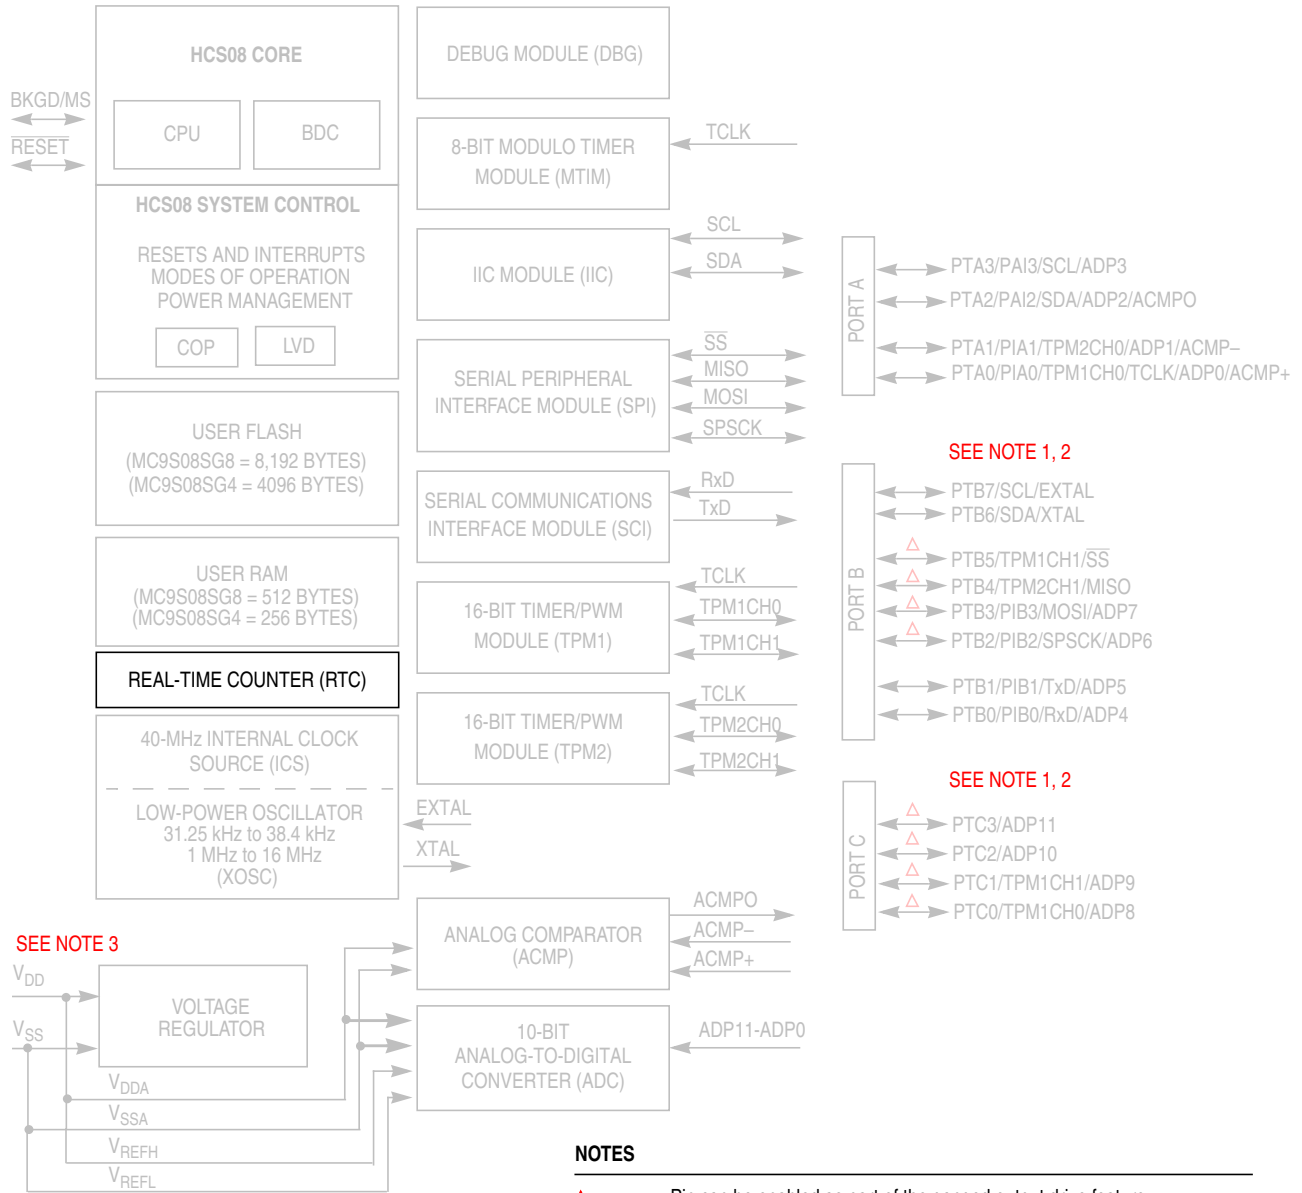 HCS08 CORE
BKGD/MS
RESET
CPU
BDC
HCS08 SYSTEM CONTROL
RESETS AND INTERRUPTS
MODES OF OPERATION
POWER MANAGEMENT
COP
LVD
USER FLASH
(MC9S08SG8 = 8,192 BYTES)
(MC9S08SG4 = 4096 BYTES)
USER RAM
(MC9S08SG8 = 512 BYTES)
(MC9S08SG4 = 256 BYTES)
REAL-TIME COUNTER (RTC)
40-MHz INTERNAL CLOCK
SOURCE (ICS)
LOW-POWER OSCILLATOR
31.25 kHz to 38.4 kHz
1 MHz to 16 MHz
(XOSC)
EXTAL
XTAL
SEE NOTE 3
VDD
VSS
VOLTAGE
REGULATOR
VDDA
VSSA
VREFH
VREFL
DEBUG MODULE (DBG)
8-BIT MODULO TIMER
MODULE (MTIM)
TCLK
IIC MODULE (IIC)
SCL
SDA
SERIAL PERIPHERAL
INTERFACE MODULE (SPI)
SS
MISO
MOSI
SPSCK
SERIAL COMMUNICATIONS
INTERFACE MODULE (SCI)
RxD
TxD
16-BIT TIMER/PWM
MODULE (TPM1)
TCLK
TPM1CH0
TPM1CH1
16-BIT TIMER/PWM
MODULE (TPM2)
TCLK
TPM2CH0
TPM2CH1
ANALOG COMPARATOR
(ACMP)
ACMPO
ACMP–
ACMP+
10-BIT
ANALOG-TO-DIGITAL
CONVERTER (ADC)
ADP11-ADP0
PORT A
PTA3/PAI3/SCL/ADP3
PTA2/PAI2/SDA/ADP2/ACMPO
PTA1/PIA1/TPM2CH0/ADP1/ACMP–
PTA0/PIA0/TPM1CH0/TCLK/ADP0/ACMP+
SEE NOTE 1, 2
PORT B
PTB7/SCL/EXTAL
PTB6/SDA/XTAL
PTB5/TPM1CH1/SS
PTB4/TPM2CH1/MISO
PTB3/PIB3/MOSI/ADP7
PTB2/PIB2/SPSCK/ADP6
PTB1/PIB1/TxD/ADP5
PTB0/PIB0/RxD/ADP4
SEE NOTE 1, 2
PORT C
PTC3/ADP11
PTC2/ADP10
PTC1/TPM1CH1/ADP9
PTC0/TPM1CH0/ADP8
NOTES